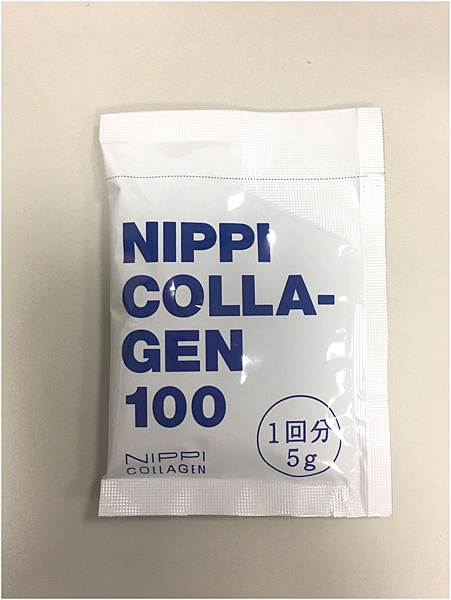 NIPPI
COLLA-
GEN
100
1回分
5g
NIPPI
COLLAGEN